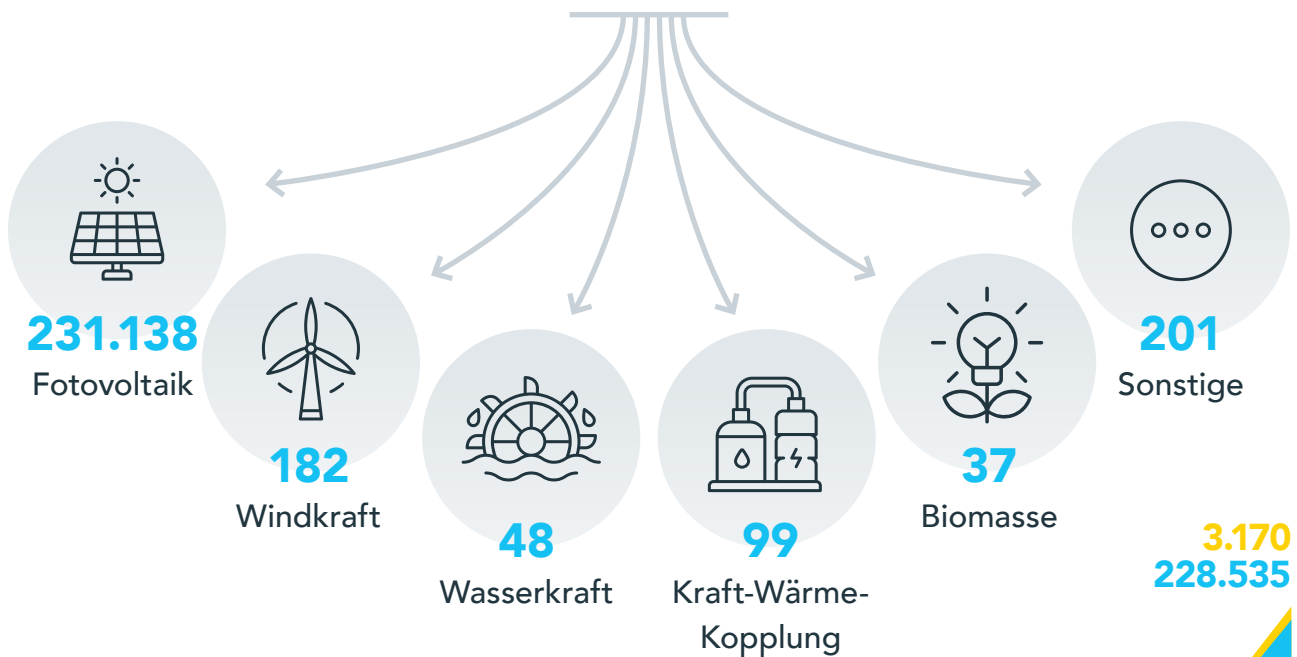 231.138
Fotovoltaik
182
Windkraft
48
Wasserkraft
99
Kraft-Wärme-
Kopplung
37
Biomasse
201
Sonstige
3.170
228.535